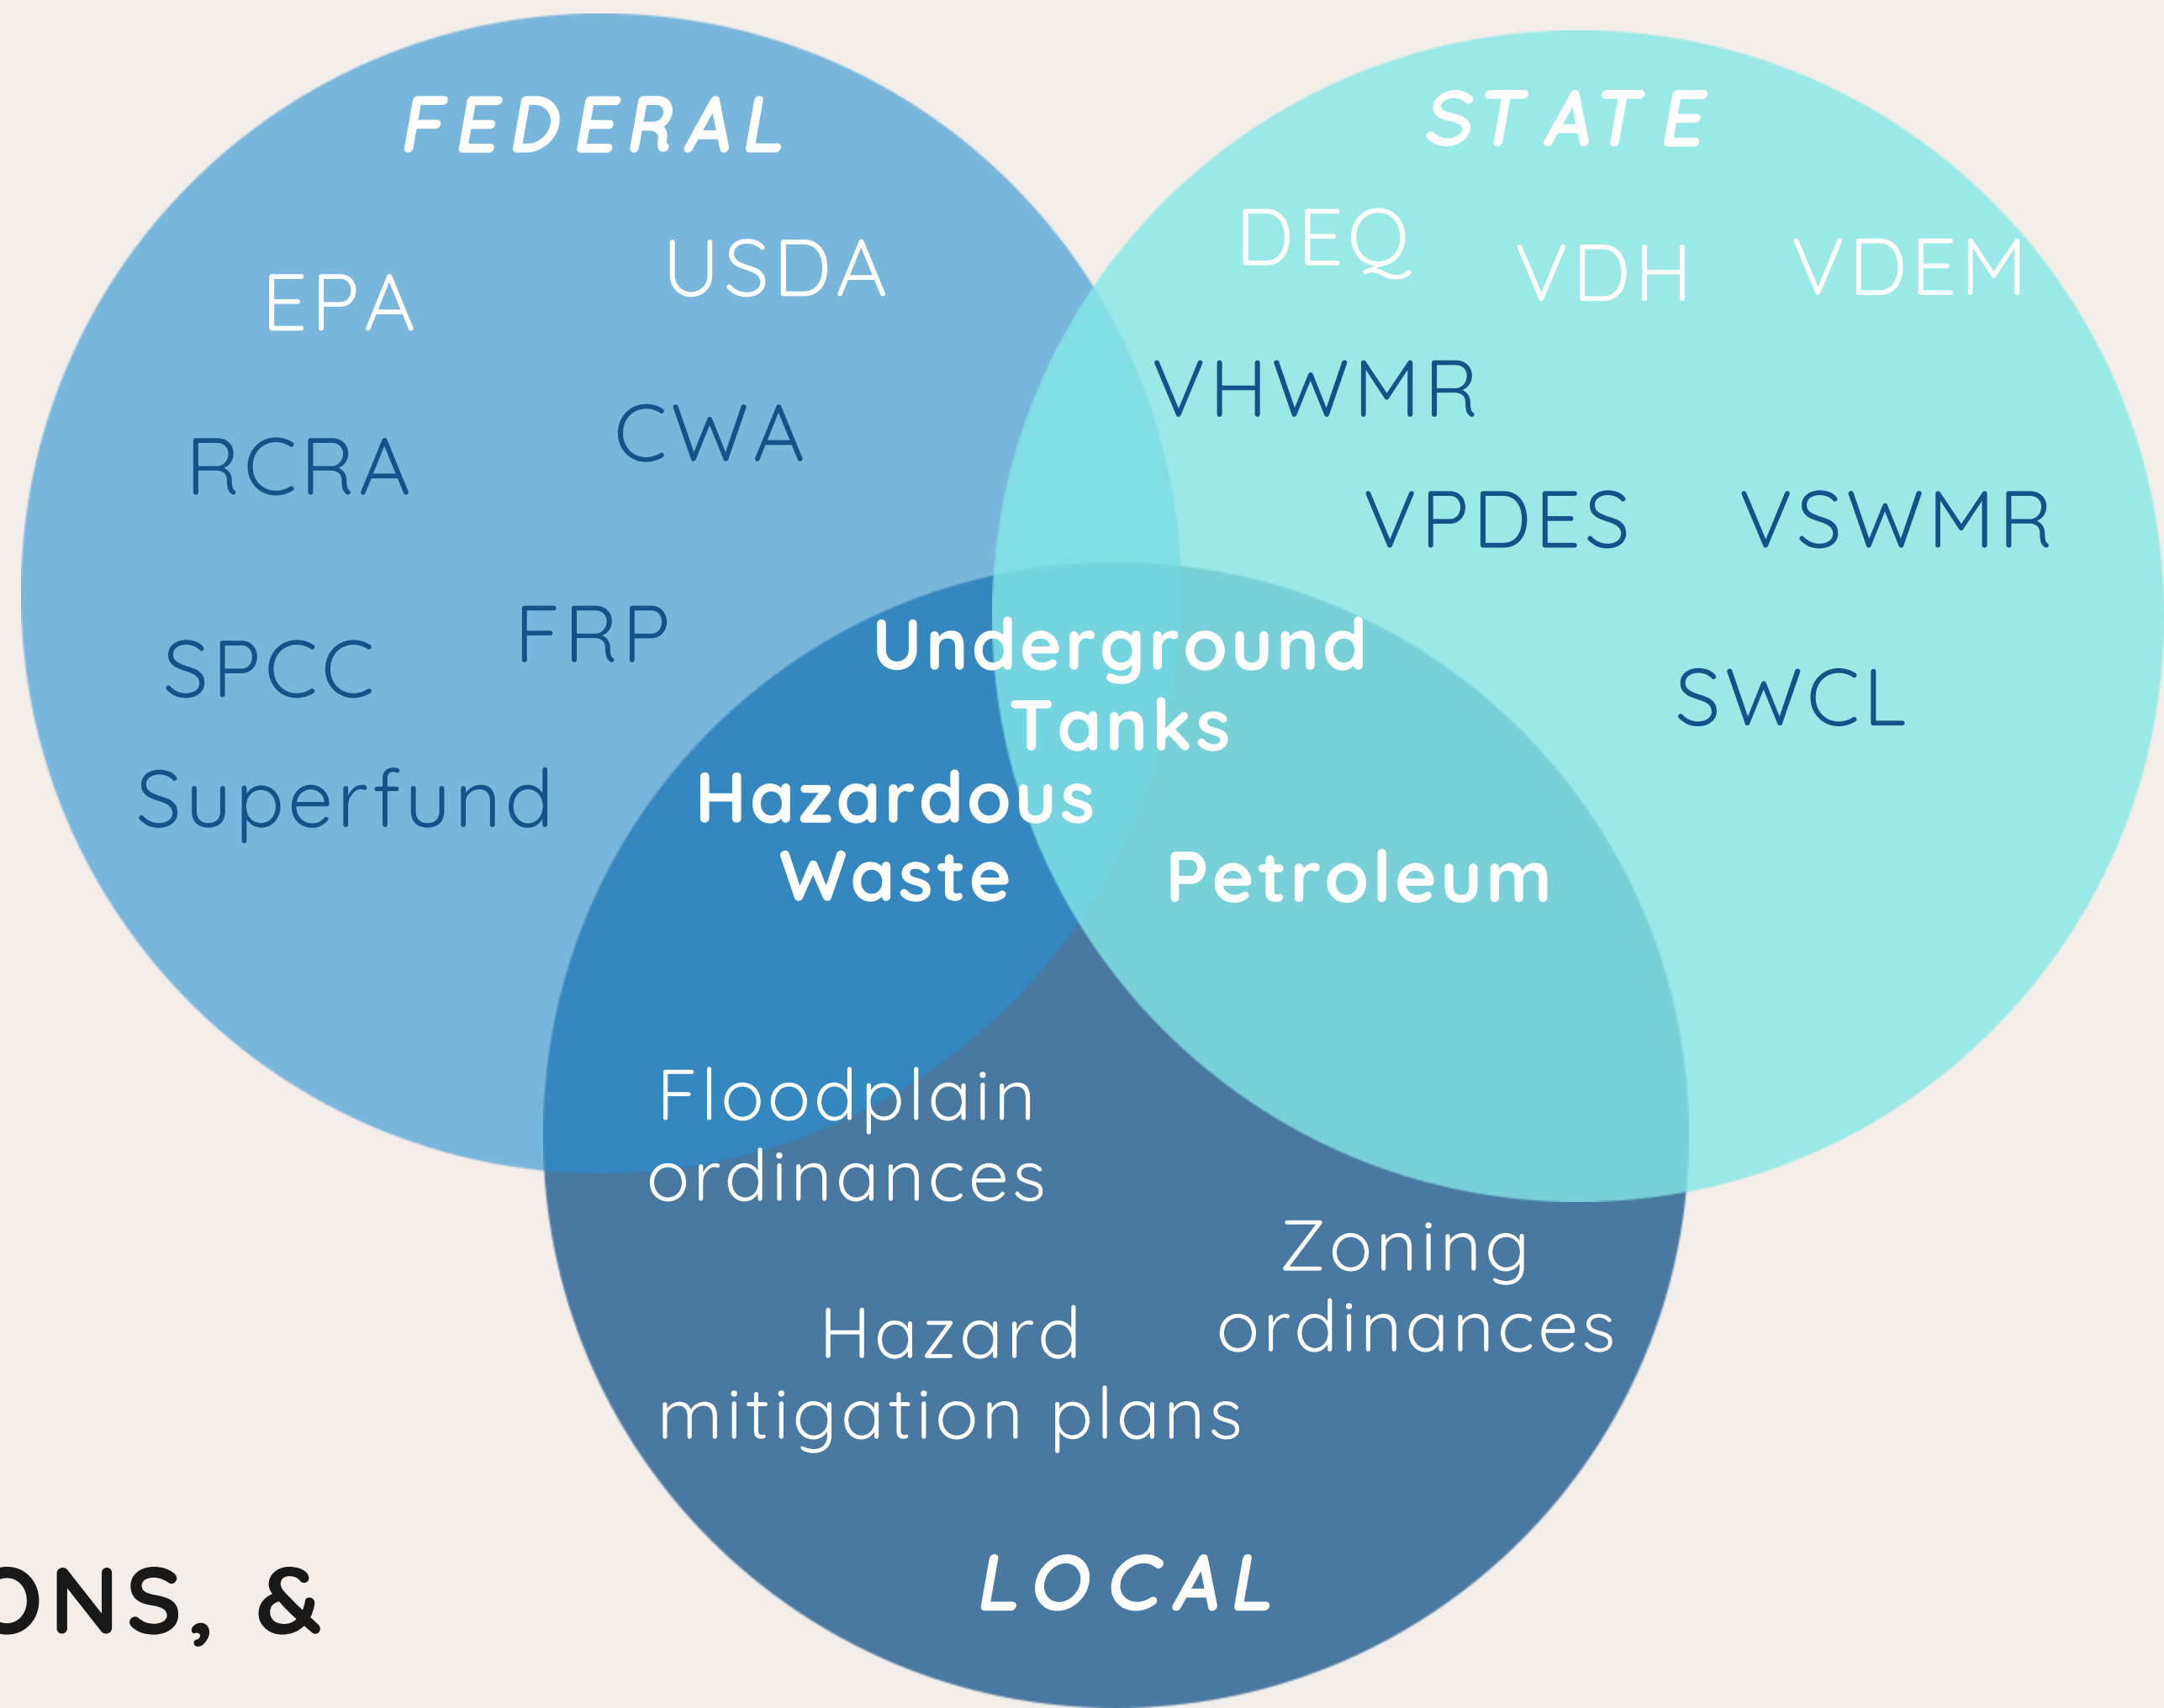 FEDERAL
EPA
USDA
RCRA
CWA
SPCC
FRP
Superfund
STATE
DEQ
VDH
VDEM
VHWMR
VPDES
VSWMR
SWCL
Underground
Tanks
Hazardous
Waste
Petroleum
Floodplain
ordinances
Zoning
ordinances
Hazard
mitigation plans
LOCAL
ONS, &